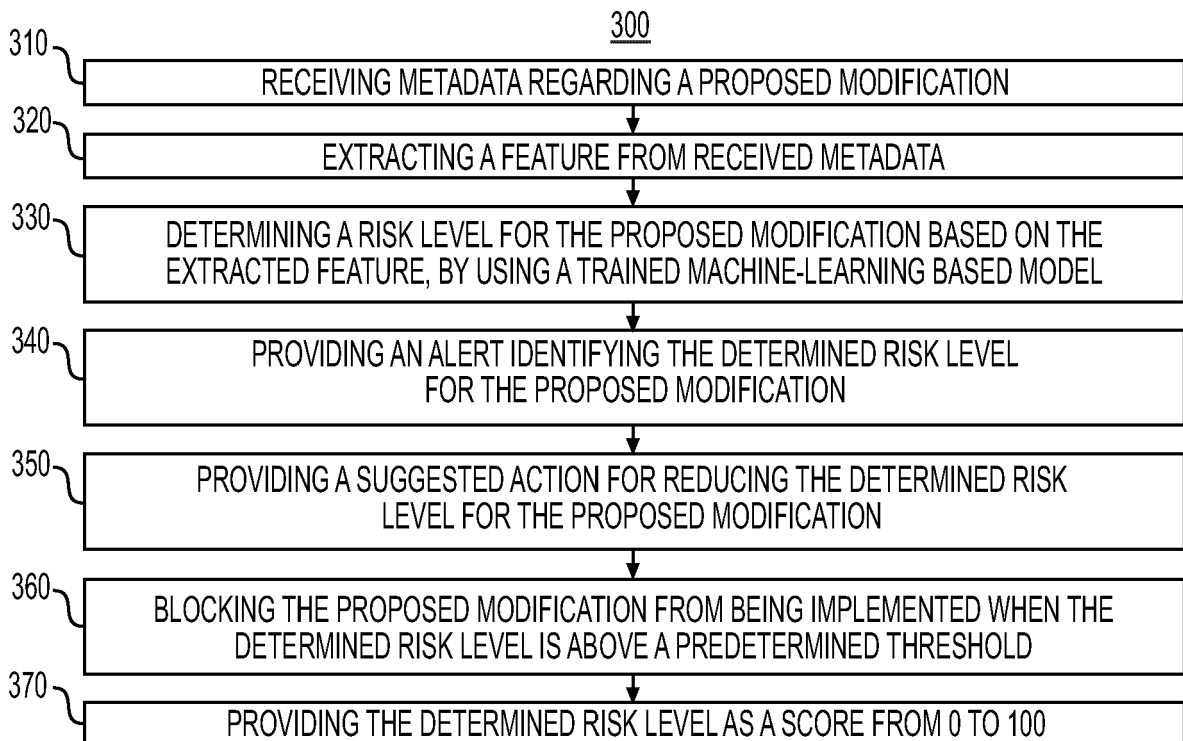 300
310
RECEIVING METADATA REGARDING A PROPOSED MODIFICATION
320
EXTRACTING A FEATURE FROM RECEIVED METADATA
330
DETERMINING A RISK LEVEL FOR THE PROPOSED MODIFICATION BASED ON THE
EXTRACTED FEATURE, BY USING A TRAINED MACHINE-LEARNING BASED MODEL
340
PROVIDING AN ALERT IDENTIFYING THE DETERMINED RISK LEVEL
FOR THE PROPOSED MODIFICATION
350
PROVIDING A SUGGESTED ACTION FOR REDUCING THE DETERMINED RISK
LEVEL FOR THE PROPOSED MODIFICATION
360
BLOCKING THE PROPOSED MODIFICATION FROM BEING IMPLEMENTED WHEN THE
DETERMINED RISK LEVEL IS ABOVE A PREDETERMINED THRESHOLD
370
PROVIDING THE DETERMINED RISK LEVEL AS A SCORE FROM 0 TO 100